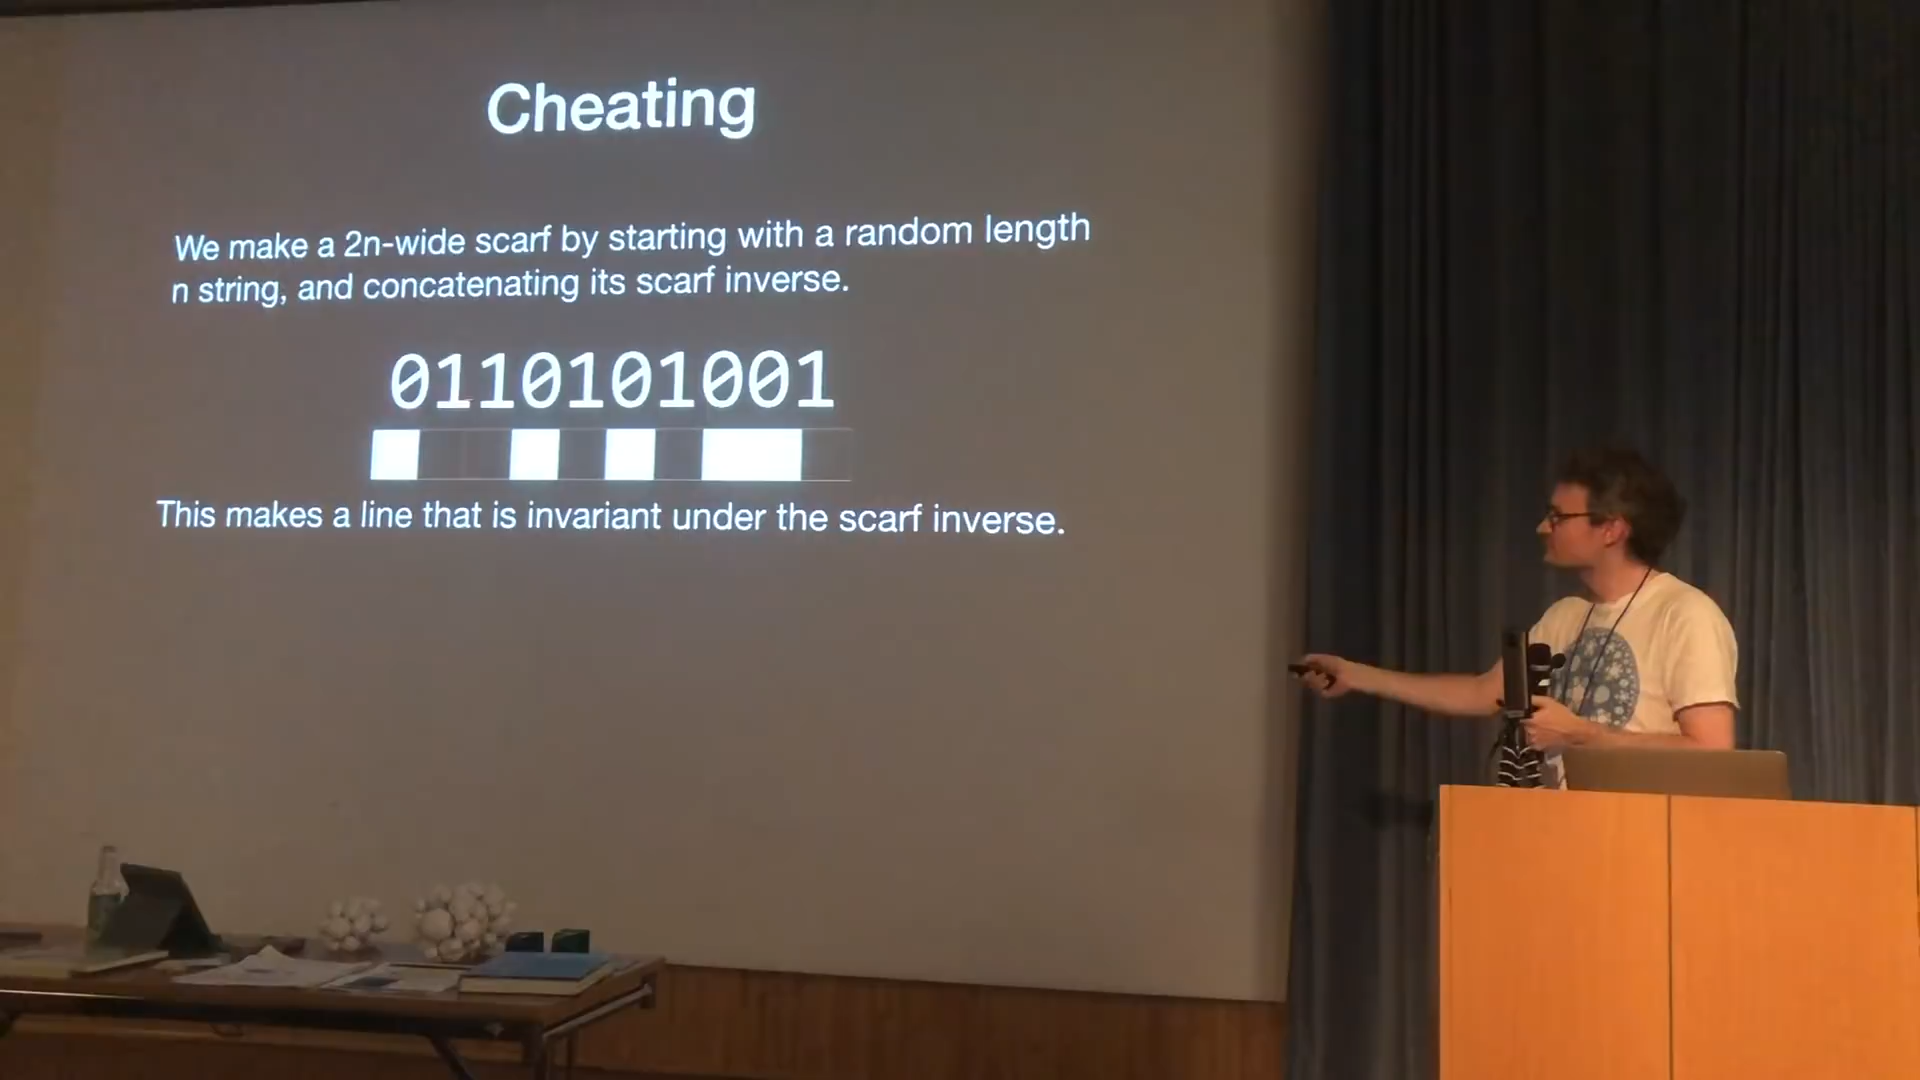 Cheating
We make a 2n-wide scarf by starting with a random length
n string, and concatenating its scarf inverse.
0110101001
This makes a line that is invariant under the scarf inverse.